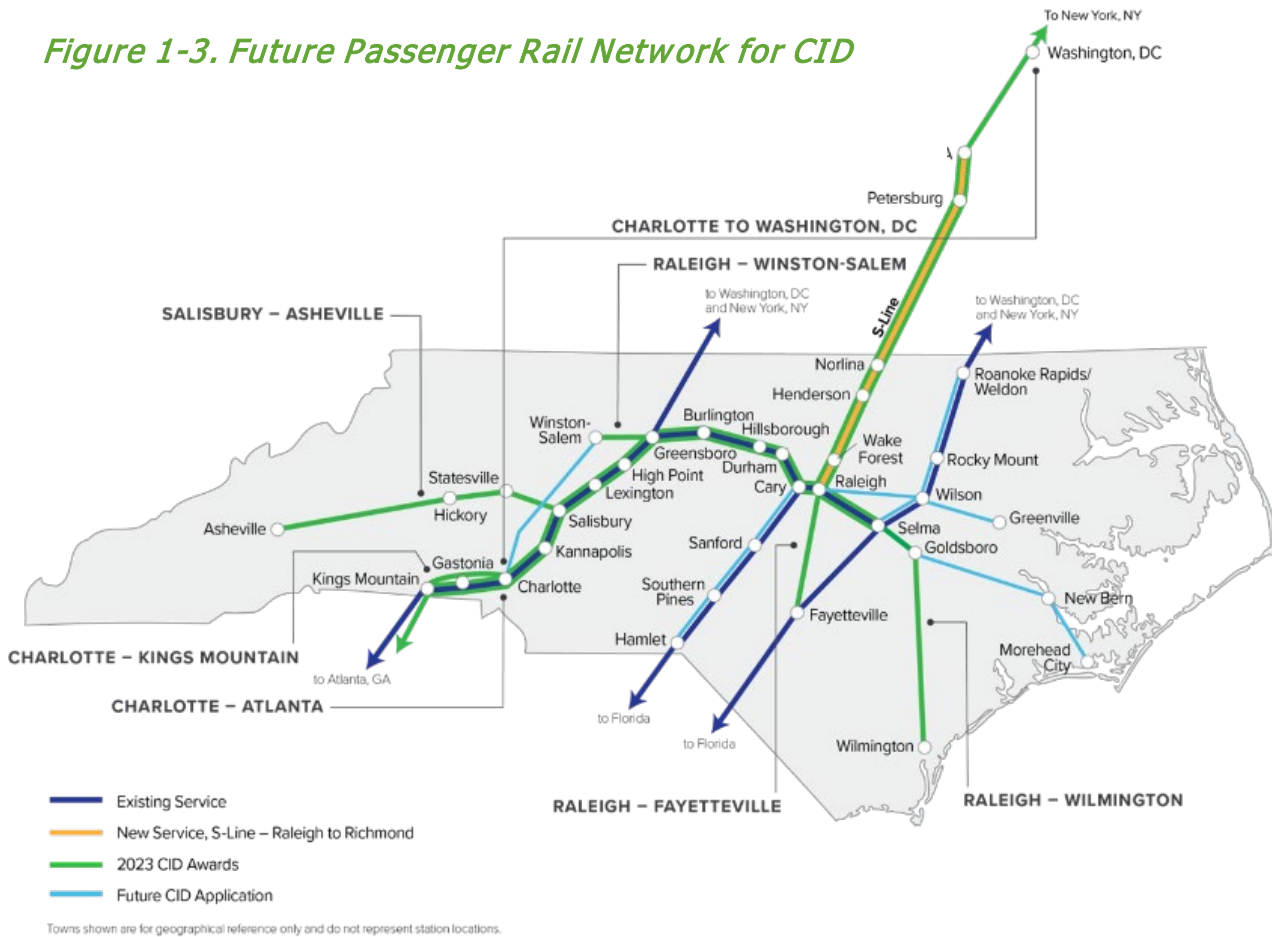 Figure 1-3. Future Passenger Rail Network for CID
To New York, NY
Washington, DC
Petersburg
CHARLOTTE TO WASHINGTON, DC
RALEIGH – WINSTON-SALEM
to Washington, DC
and New York, NY
to Washington, DC
and New York, NY
SALISBURY – ASHEVILLE
S-Line
Norlina
Henderson
Roanoke Rapids/
Weldon
Winston-
Salem
Burlington
Hillsborough
Greensboro
Durham
Wake
Forest
Rocky Mount
High Point
Lexington
Cary
Raleigh
Wilson
Statesville
Hickory
Asheville
Salisbury
Selma
Greenville
Goldsboro
Kannapolis
Sanford
Gastonia
Kings Mountain
Charlotte
Southern
Pines
Fayetteville
New Bern
Hamlet
Morehead
City
CHARLOTTE – KINGS MOUNTAIN
to Atlanta, GA
CHARLOTTE – ATLANTA
to Florida
to Florida
Wilmington
RALEIGH – FAYETTEVILLE
RALEIGH – WILMINGTON
Existing Service
New Service, S-Line – Raleigh to Richmond
2023 CID Awards
Future CID Application
Towns shown are for geographical reference only and do not represent station locations.